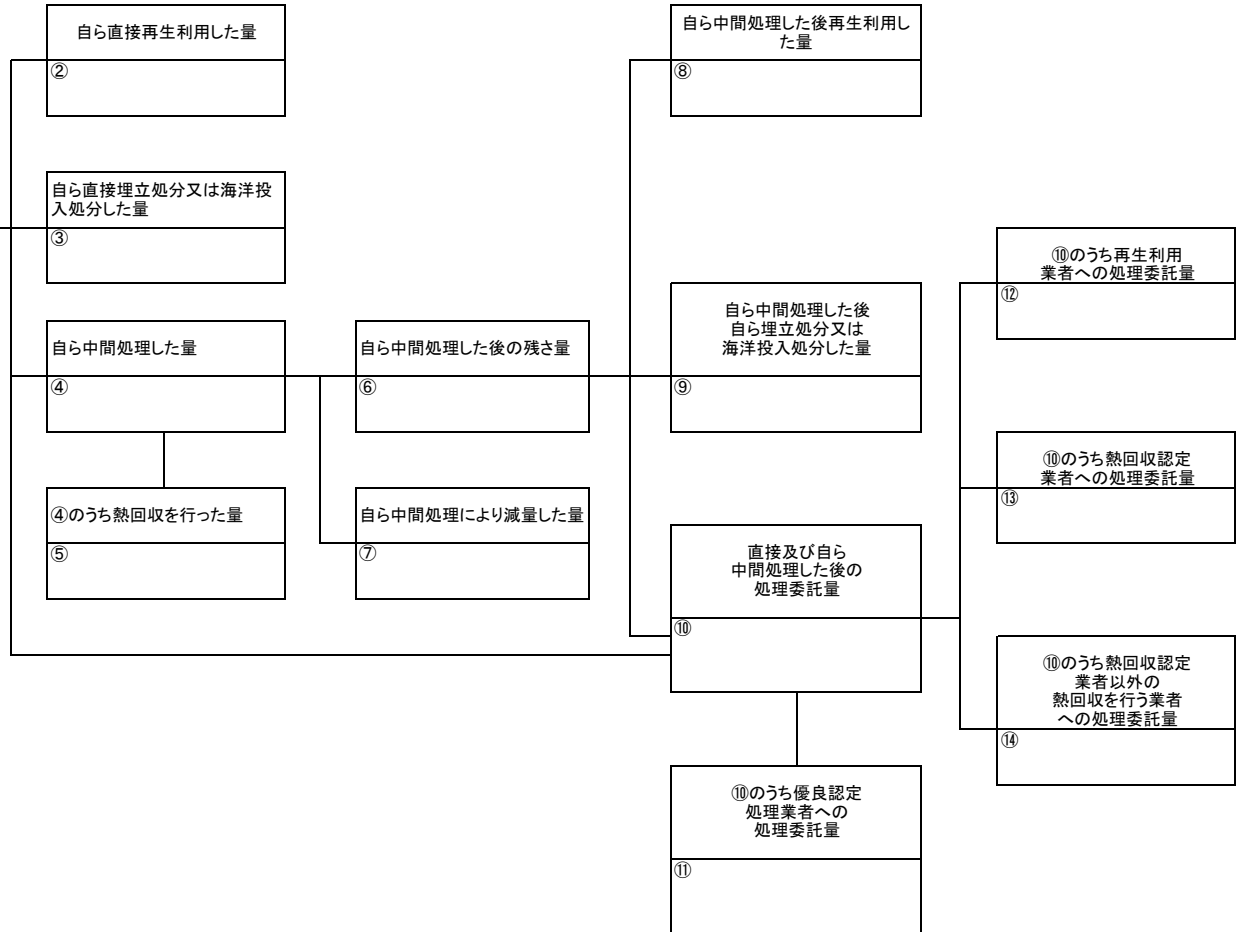 自ら直接再生利用した量
②
自ら直接埋立処分又は海洋投
入処分した量
③
自ら中間処理した量
④
④のうち熱回収を行った量
⑤
自ら中間処理した後の残さ量
⑥
自ら中間処理により減量した量
⑦
自ら中間処理した後再生利用し
た量
⑧
自ら中間処理した後
自ら埋立処分又は
海洋投入処分した量
⑨
直接及び自ら
中間処理した後の
処理委託量
⑩
⑩のうち優良認定
処理業者への
処理委託量
⑪
⑩のうち再生利用
業者への処理委託量
⑫
⑩のうち熱回収認定
業者への処理委託量
⑬
⑩のうち熱回収認定
業者以外の
熱回収を行う業者
への処理委託量
⑭